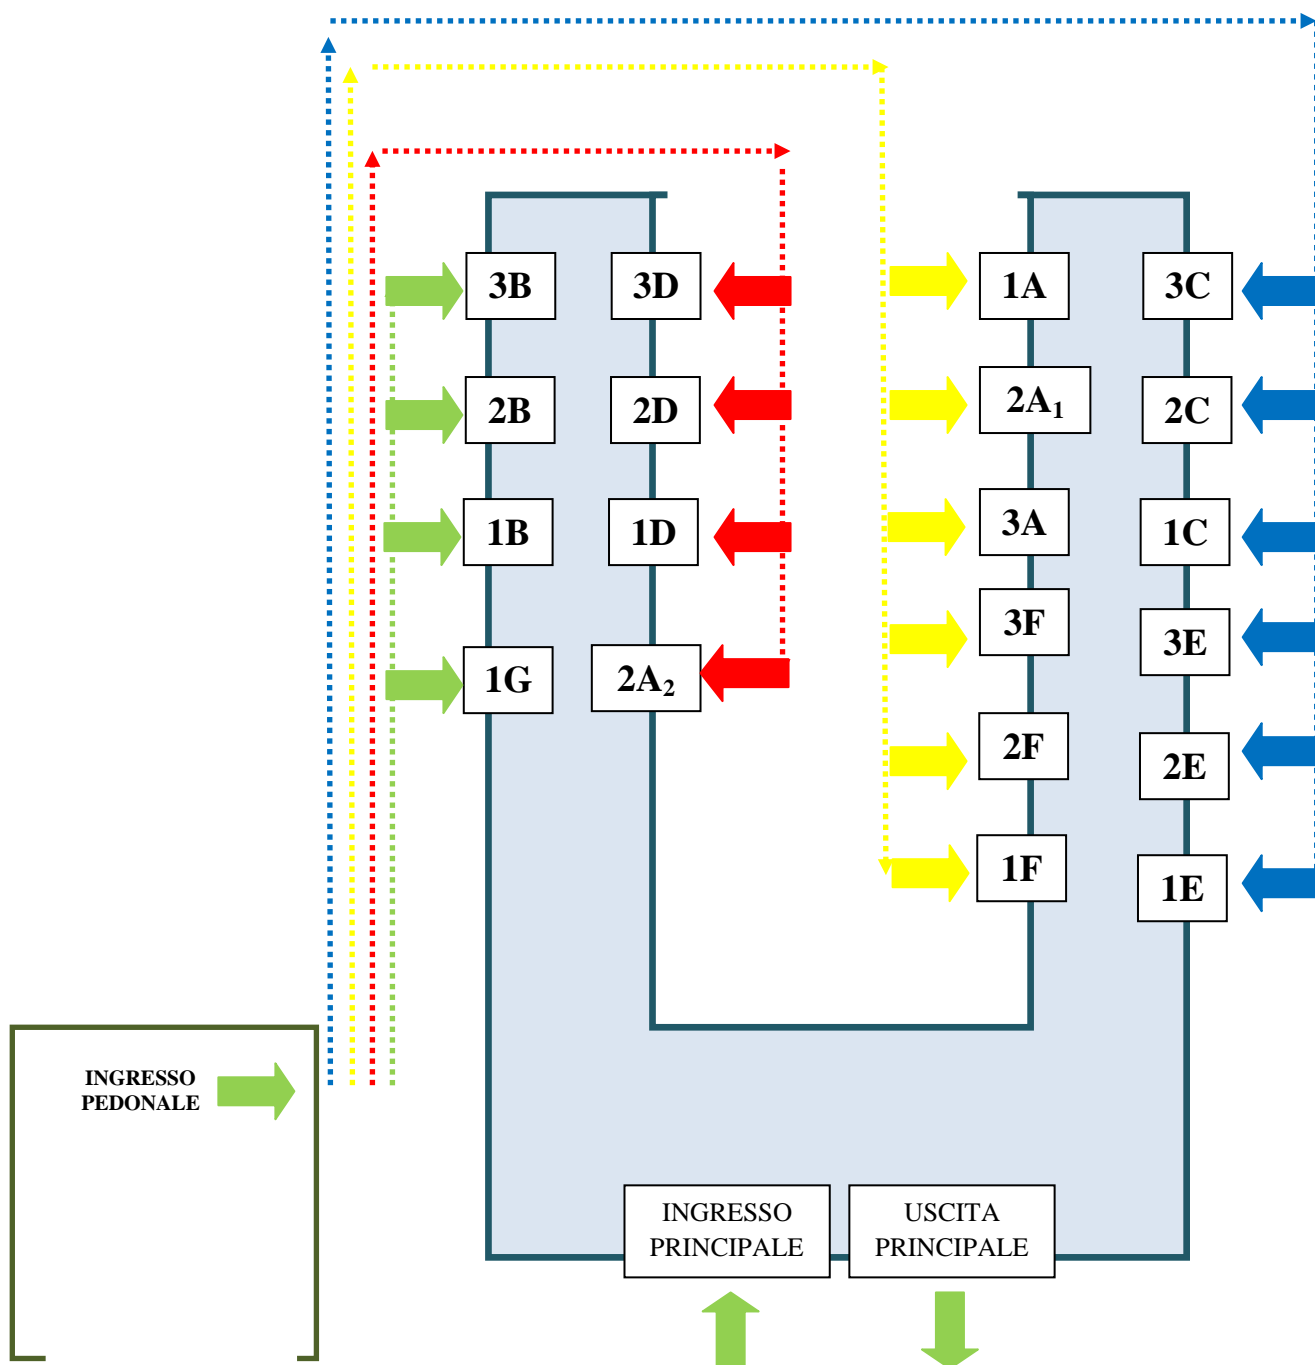 3B
3D
1A
3C
2B
2D
2A₁
2C
1B
1D
3A
1C
3F
3E
1G
2A₂
2F
2E
1F
1E
INGRESSO
PEDONALE
INGRESSO
PRINCIPALE
USCITA
PRINCIPALE